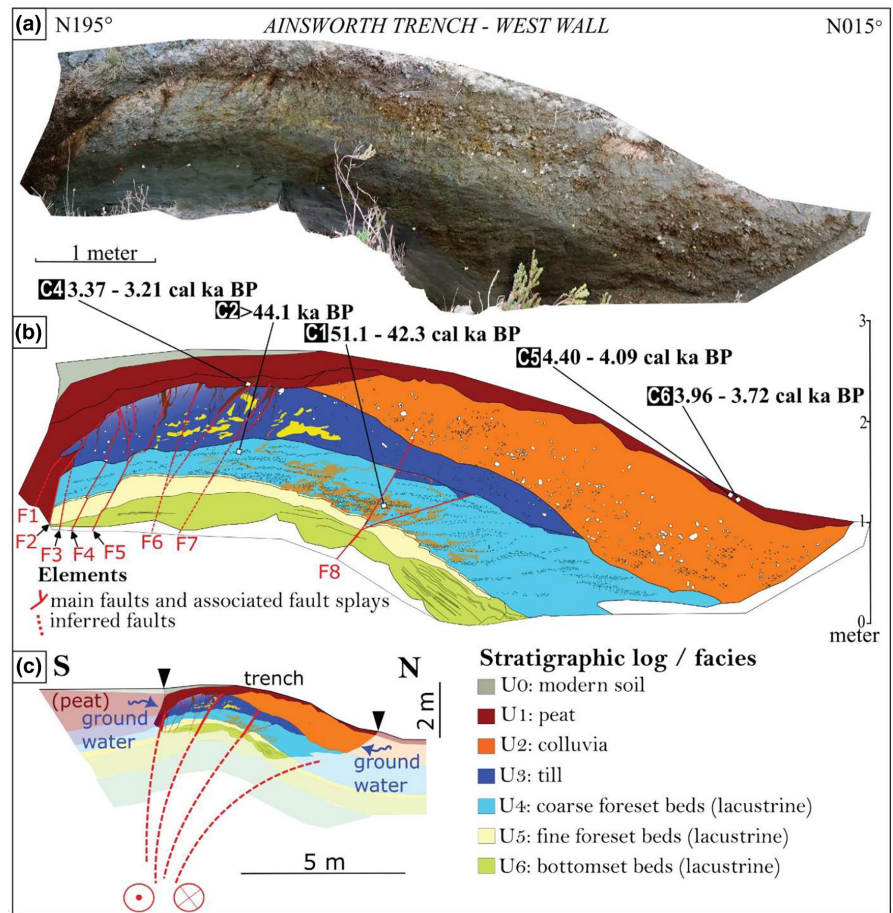 (a) N195° AINSWORTH TRENCH - WEST WALL N015°
1 meter
C4 3.37 - 3.21 cal ka BP
C2 >44.1 ka BP
(b) C1 51.1 - 42.3 cal ka BP
3
C5 4.40 - 4.09 cal ka BP
C6 3.96 - 3.72 cal ka BP
2
1
F1
F2
F3
F4
F5
F6
F7
F8
Elements
main faults and associated fault splays
inferred faults
0
meter
(c) S trench N
(peat)
ground
water
ground
water
2 m
5 m
Stratigraphic log / facies
U0: modern soil
U1: peat
U2: colluvia
U3: till
U4: coarse foreset beds (lacustrine)
U5: fine foreset beds (lacustrine)
U6: bottomset beds (lacustrine)